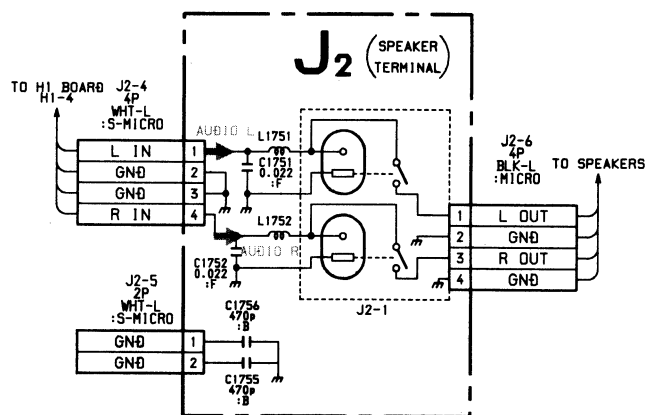 J2 (SPEAKER TERMINAL)
TO H1 BOARD
H1-4
J2-4
4P
WHT-L
:S-MICRO
L IN 1
GND 2
GND 3
R IN 4
AUDIO L
L1751
C1751
0.022
:F
L1752
AUDIO R
C1752
0.022
:F
J2-1
J2-6
4P
BLK-L
:MICRO
TO SPEAKERS
1 L OUT
2 GND
3 R OUT
4 GND
J2-5
2P
WHT-L
:S-MICRO
GND 1
GND 2
C1756
470p
:B
C1755
470p
:B